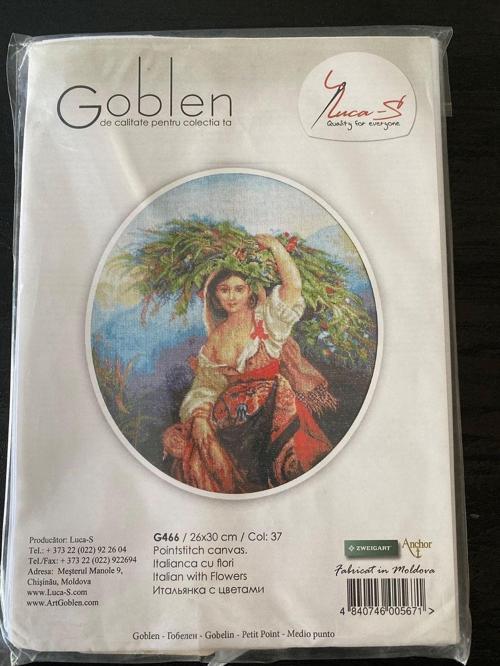 Goblen
de calitate pentru colectia ta
Luca-S
Quality for everyone
Producător: Luca-S
Tel.: + 373 22 (022) 92 26 04
Tel./Fax: + 373 22 (022) 922694
Adresa: Meșterul Manole 9,
Chișinău, Moldova
www.Luca-S.com
www.ArtGoblen.com
G466 / 26x30 cm / Col: 37
Pointstitch canvas.
Italianca cu flori
Italian with Flowers
Итальянка с цветами
ZWEIGART
Anchor
Fabricat in Moldova
4 840746 005671 >
Goblen - Гобелен - Gobelin - Petit Point - Medio punto